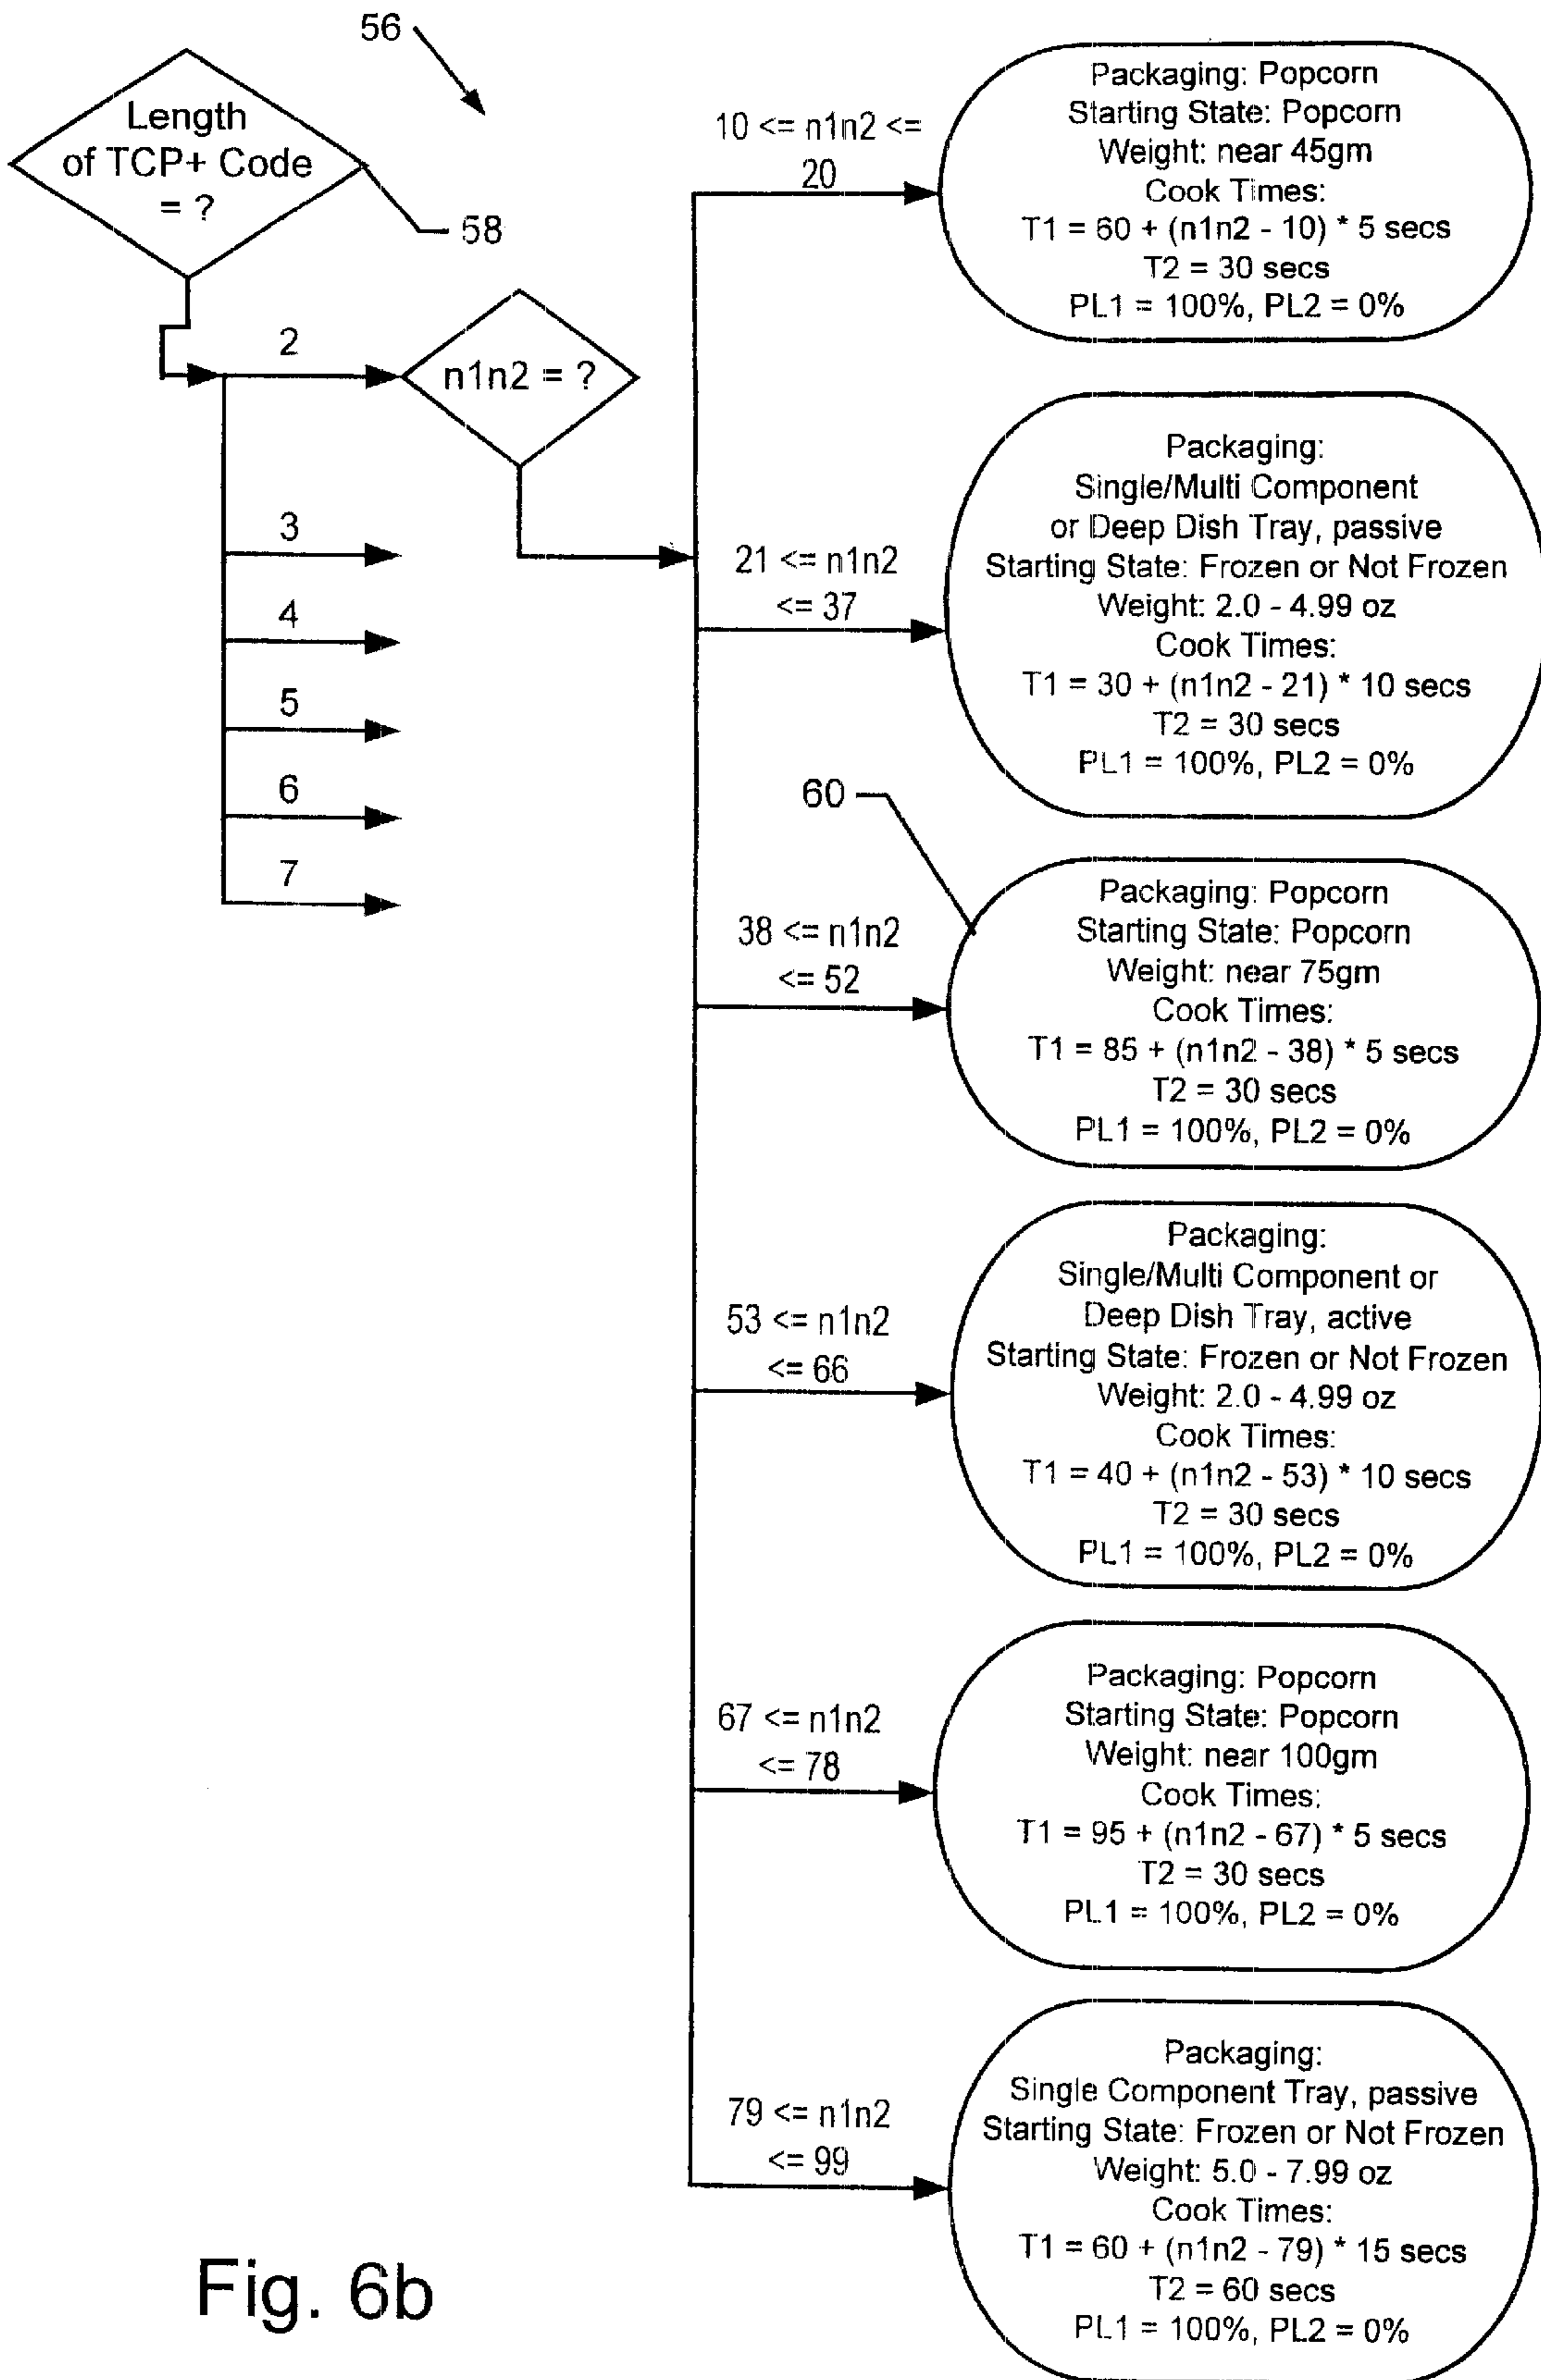 56
Length
of TCP+ Code
= ?
58
2
n1n2 = ?
3
4
5
6
7
10 <= n1n2 <=
20
Packaging: Popcorn
Starting State: Popcorn
Weight: near 45gm
Cook Times:
T1 = 60 + (n1n2 - 10) * 5 secs
T2 = 30 secs
PL1 = 100%, PL2 = 0%
21 <= n1n2
<= 37
Packaging:
Single/Multi Component
or Deep Dish Tray, passive
Starting State: Frozen or Not Frozen
Weight: 2.0 - 4.99 oz
Cook Times:
T1 = 30 + (n1n2 - 21) * 10 secs
T2 = 30 secs
PL1 = 100%, PL2 = 0%
60
38 <= n1n2
<= 52
Packaging: Popcorn
Starting State: Popcorn
Weight: near 75gm
Cook Times:
T1 = 85 + (n1n2 - 38) * 5 secs
T2 = 30 secs
PL1 = 100%, PL2 = 0%
53 <= n1n2
<= 66
Packaging:
Single/Multi Component or
Deep Dish Tray, active
Starting State: Frozen or Not Frozen
Weight: 2.0 - 4.99 oz
Cook Times:
T1 = 40 + (n1n2 - 53) * 10 secs
T2 = 30 secs
PL1 = 100%, PL2 = 0%
67 <= n1n2
<= 78
Packaging: Popcorn
Starting State: Popcorn
Weight: near 100gm
Cook Times:
T1 = 95 + (n1n2 - 67) * 5 secs
T2 = 30 secs
PL1 = 100%, PL2 = 0%
79 <= n1n2
<= 99
Packaging:
Single Component Tray, passive
Starting State: Frozen or Not Frozen
Weight: 5.0 - 7.99 oz
Cook Times:
T1 = 60 + (n1n2 - 79) * 15 secs
T2 = 60 secs
PL1 = 100%, PL2 = 0%
Fig. 6b